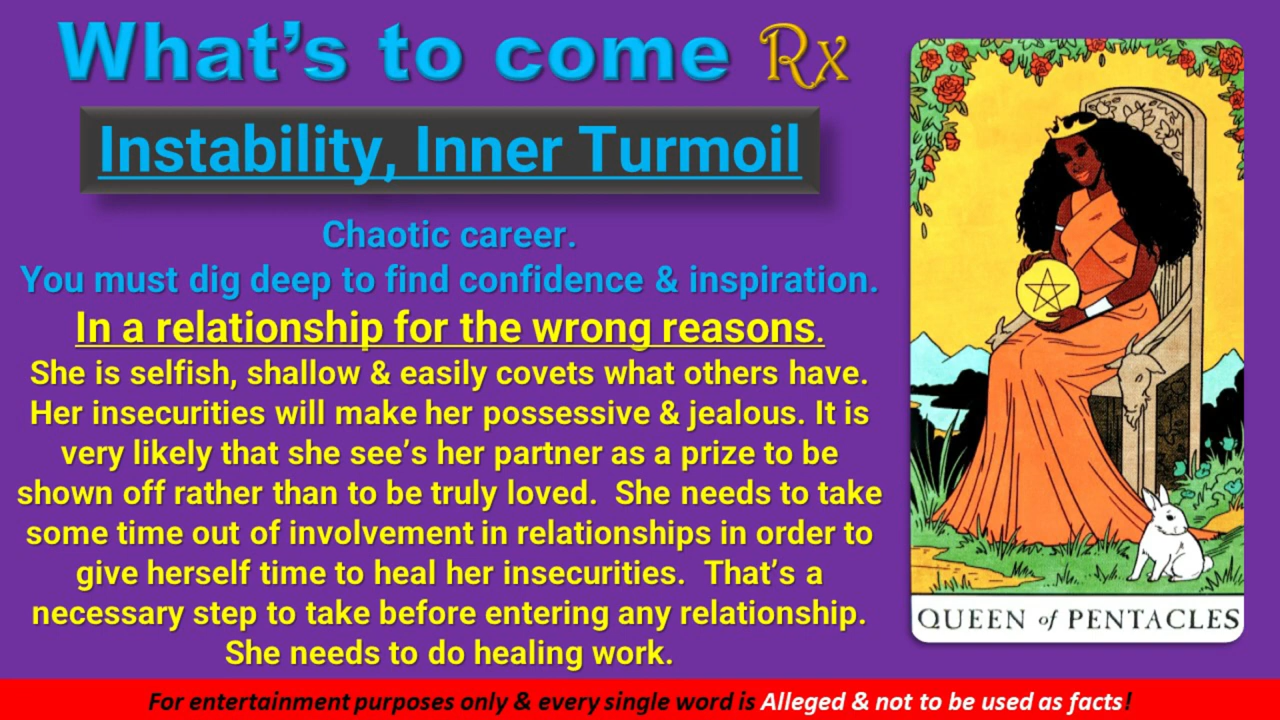 What's to come Rx
Instability, Inner Turmoil
Chaotic career.
You must dig deep to find confidence & inspiration.
In a relationship for the wrong reasons.
She is selfish, shallow & easily covets what others have.
Her insecurities will make her possessive & jealous. It is
very likely that she see's her partner as a prize to be
shown off rather than to be truly loved.  She needs to take
some time out of involvement in relationships in order to
give herself time to heal her insecurities.  That's a
necessary step to take before entering any relationship.
She needs to do healing work.
QUEEN of PENTACLES
For entertainment purposes only & every single word is Alleged & not to be used as facts!